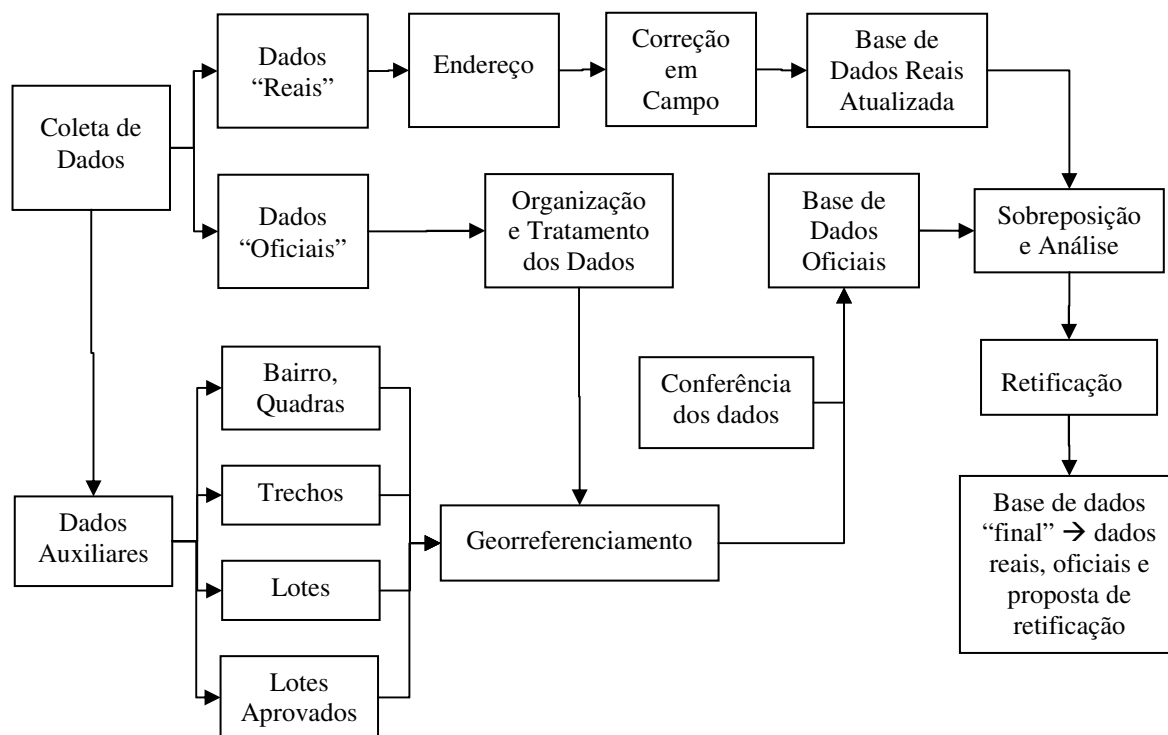 Coleta de
Dados
Dados
“Reais”
Endereço
Correção
em
Campo
Base de
Dados Reais
Atualizada
Dados
“Oficiais”
Organização
e Tratamento
dos Dados
Base de
Dados
Oficiais
Sobreposição
e Análise
Bairro,
Quadras
Conferência
dos dados
Retificação
Trechos
Dados
Auxiliares
Georreferenciamento
Lotes
Lotes
Aprovados
Base de dados
“final” → dados
reais, oficiais e
proposta de
retificação